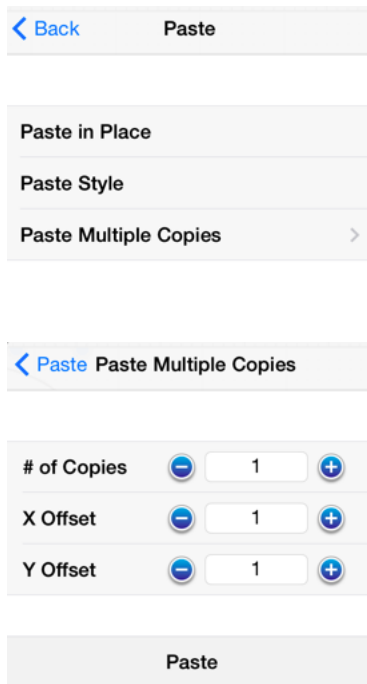 Back Paste
Paste in Place
Paste Style
Paste Multiple Copies
Paste Paste Multiple Copies
# of Copies 1
X Offset 1
Y Offset 1
Paste